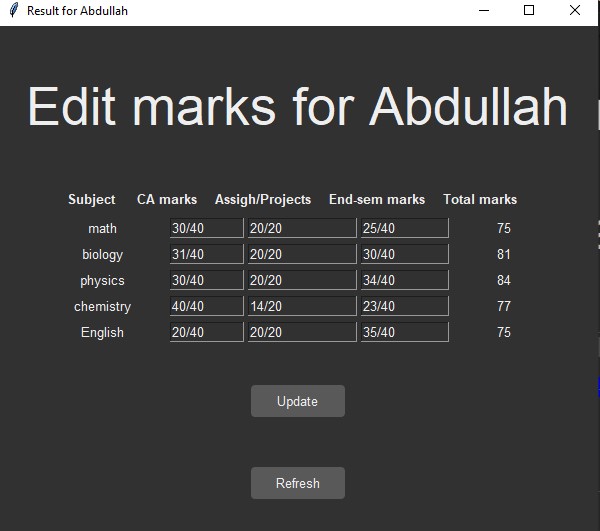 Result for Abdullah
Edit marks for Abdullah
Subject CA marks Assigh/Projects End-sem marks Total marks
math 30/40 20/20 25/40 75
biology 31/40 20/20 30/40 81
physics 30/40 20/20 34/40 84
chemistry 40/40 14/20 23/40 77
English 20/40 20/20 35/40 75
Update
Refresh